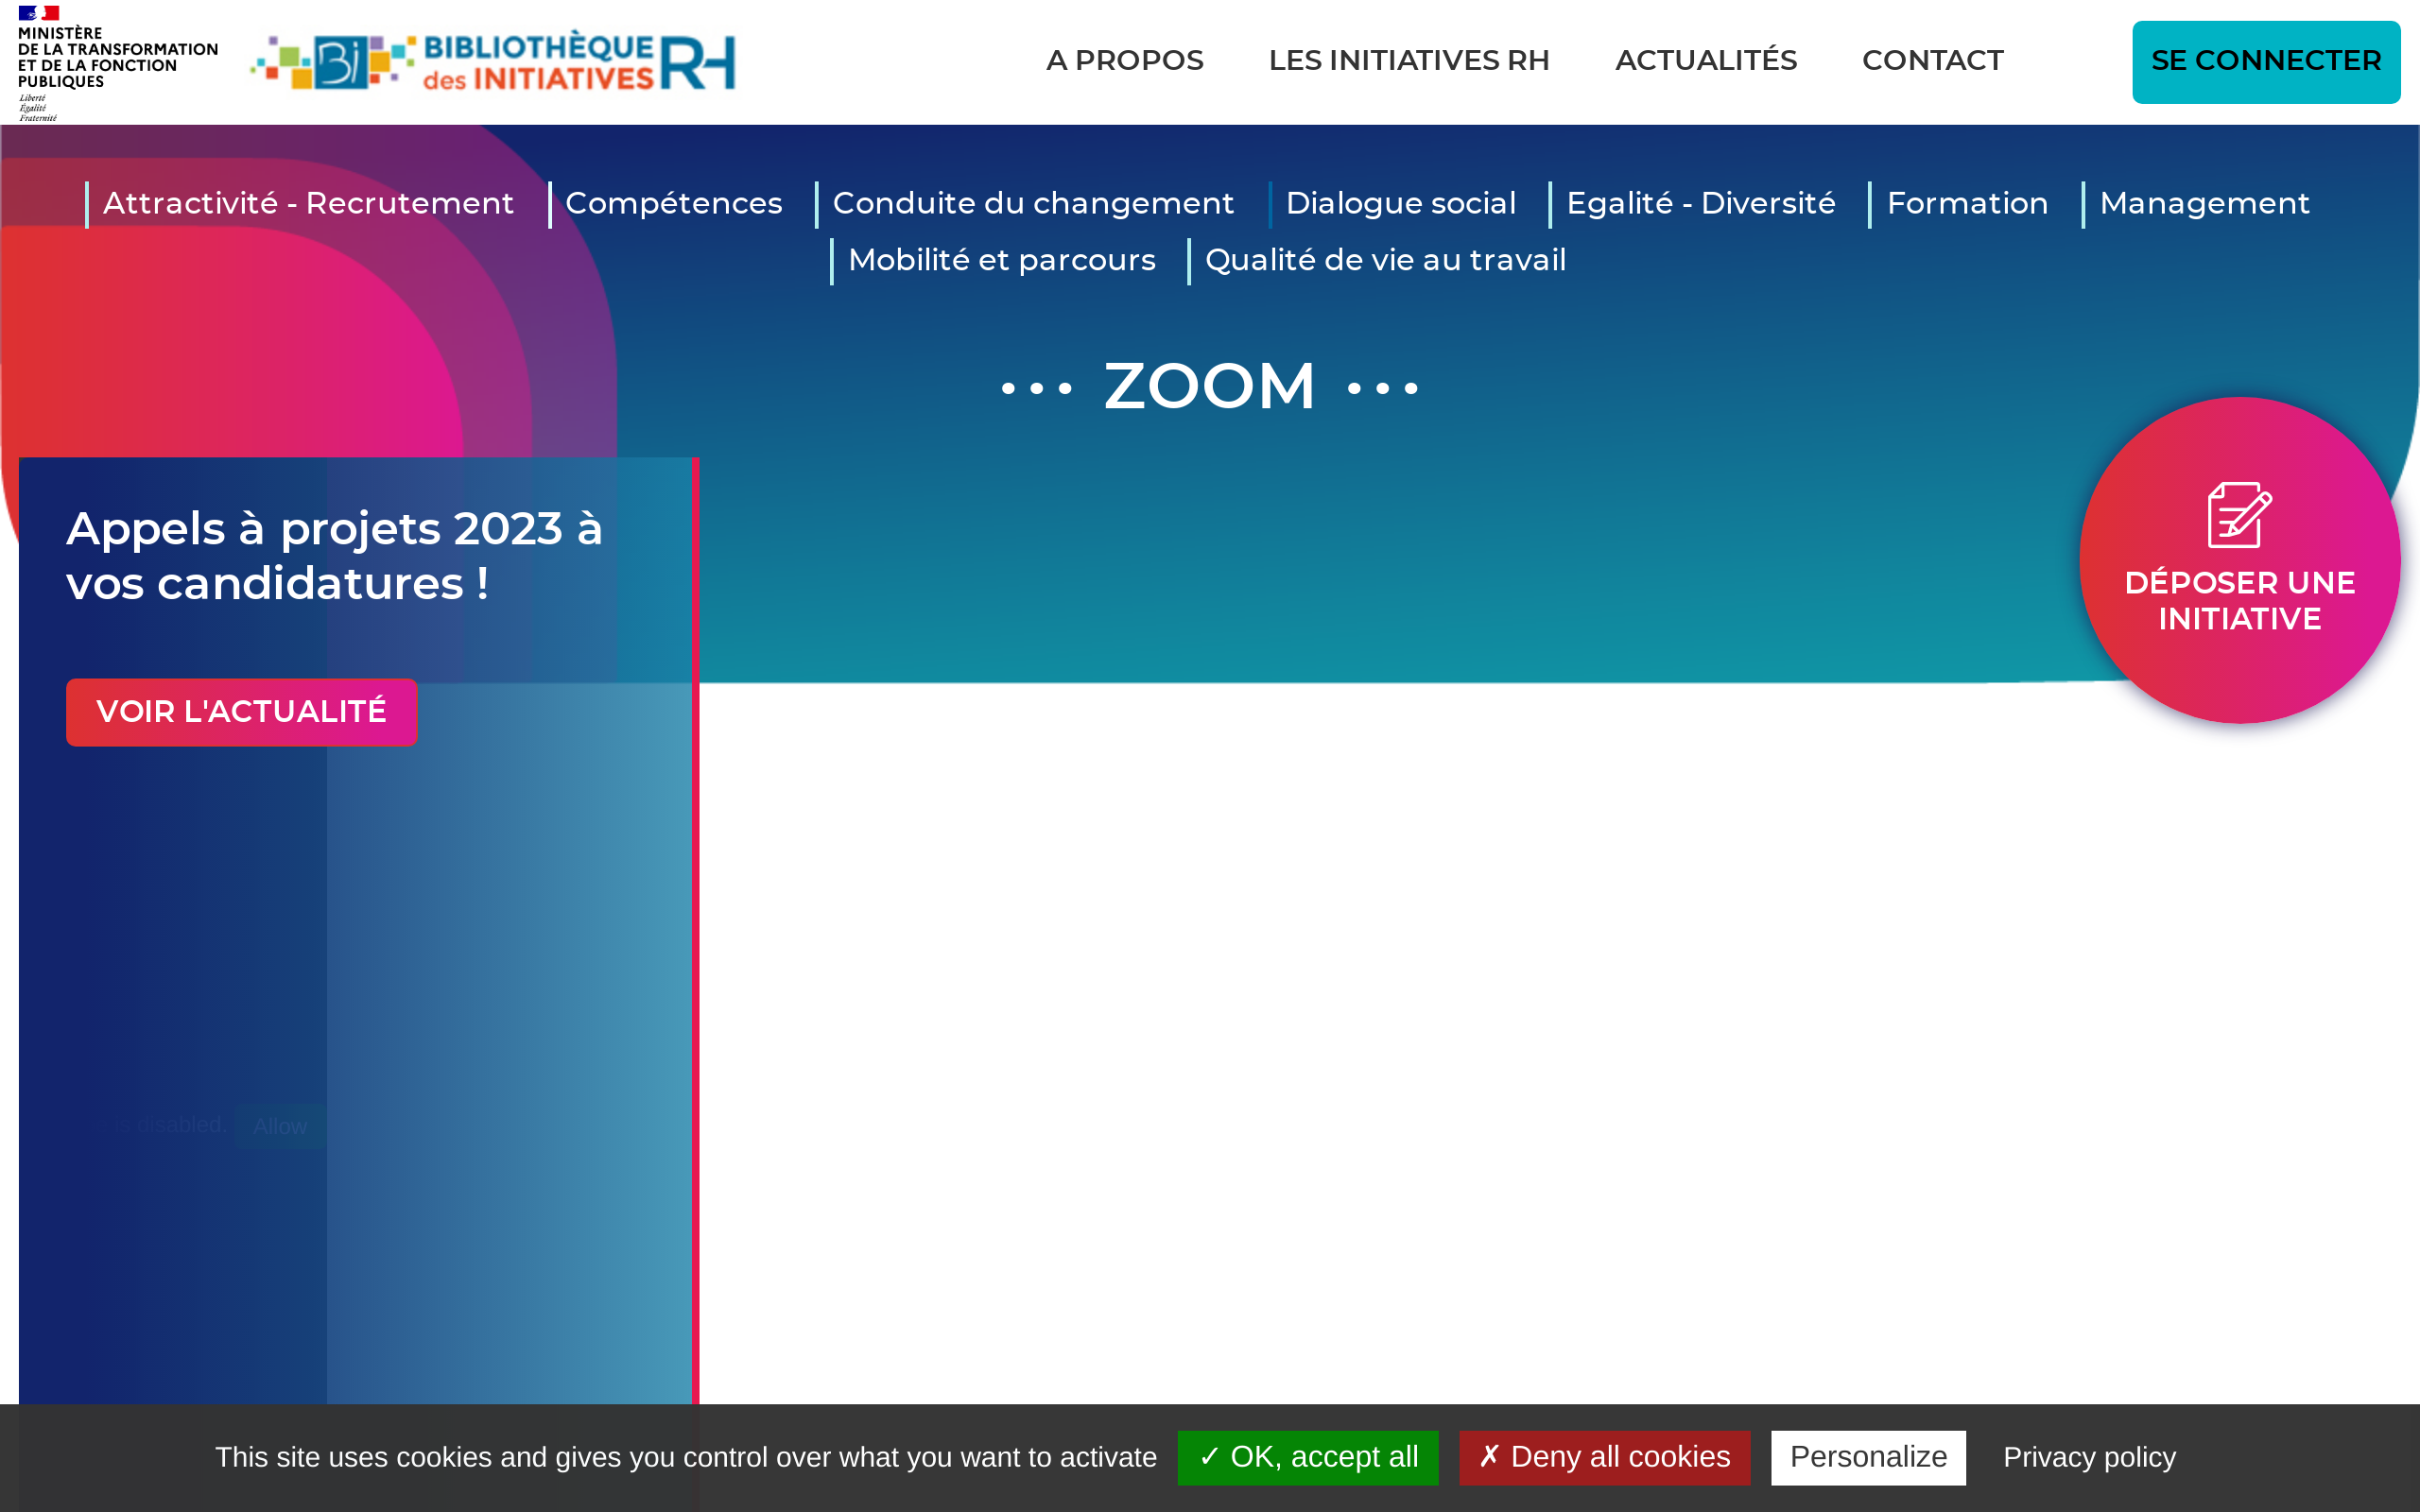 MINISTÈRE
DE LA TRANSFORMATION
ET DE LA FONCTION
PUBLIQUES
Liberté
Égalité
Fraternité
Bi BIBLIOTHÈQUE
des INITIATIVES RH
A PROPOS LES INITIATIVES RH ACTUALITÉS CONTACT SE CONNECTER
Attractivité - Recrutement Compétences Conduite du changement Dialogue social Egalité - Diversité Formation Management
Mobilité et parcours Qualité de vie au travail
••• ZOOM •••
Appels à projets 2023 à
vos candidatures !
VOIR L'ACTUALITÉ
DÉPOSER UNE
INITIATIVE
disabled. Allow
This site uses cookies and gives you control over what you want to activate ✓ OK, accept all ✗ Deny all cookies Personalize Privacy policy